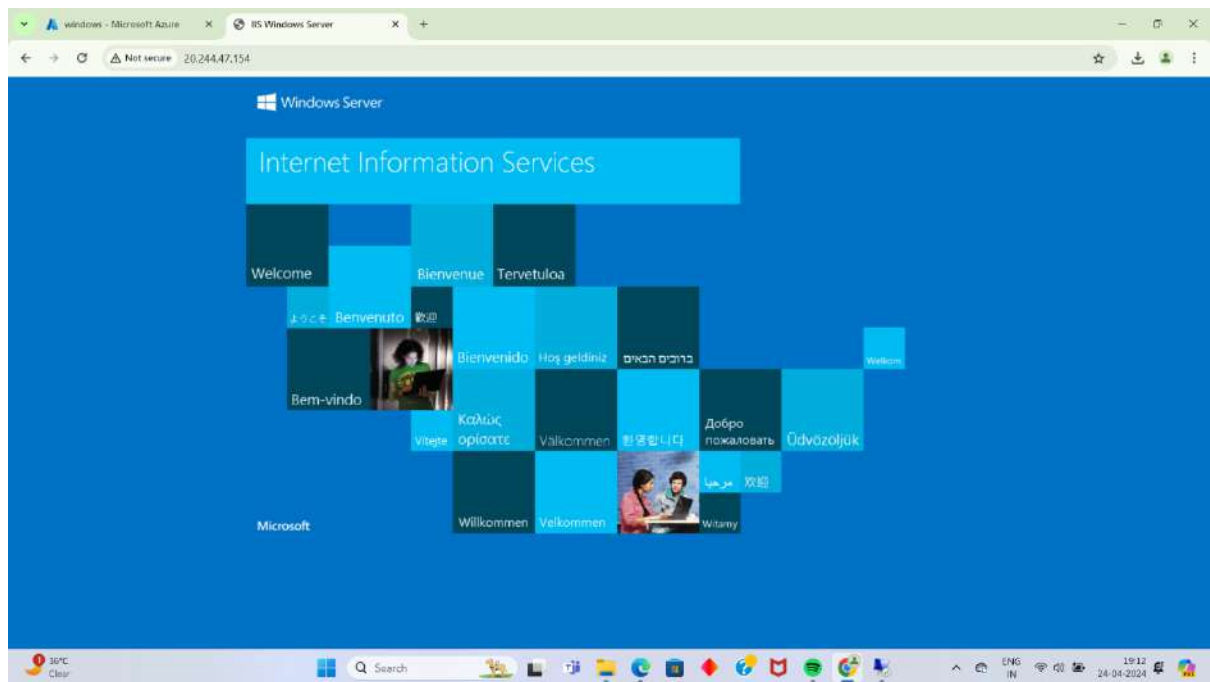 windows - Microsoft Azure
IIS Windows Server
Not secure 20.244.47.154
Windows Server
Internet Information Services
Welcome
Bienvenue
Tervetuloa
ようこそ
Benvenuto
歡迎
Bienvenido
Hoş geldiniz
ברוכים הבאים
Welkom
Bem-vindo
Vítejte
Καλώς
ορίσατε
Välkommen
환영합니다
Добро
пожаловать
Üdvözöljük
مرحبا
欢迎
Microsoft
Willkommen
Velkommen
Witamy
36°C
Clear
Search
ENG
IN
19:12
24-04-2024